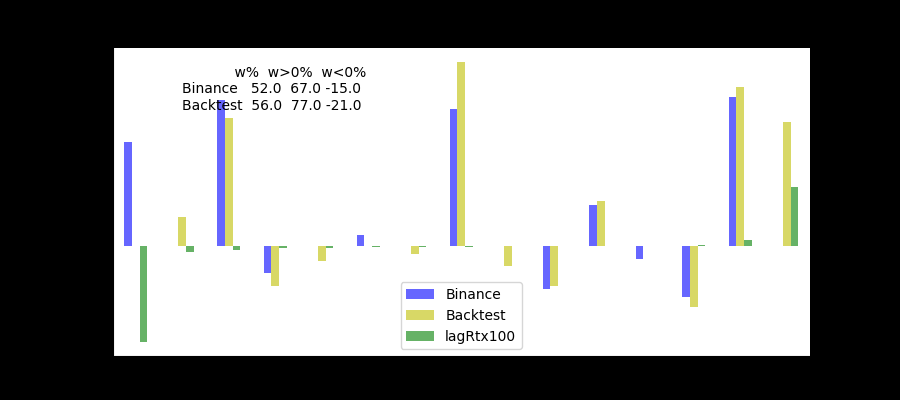 w% w>0% w<0%
Binance 52.0 67.0 -15.0
Backtest 56.0 77.0 -21.0
Binance
Backtest
lagRtx100